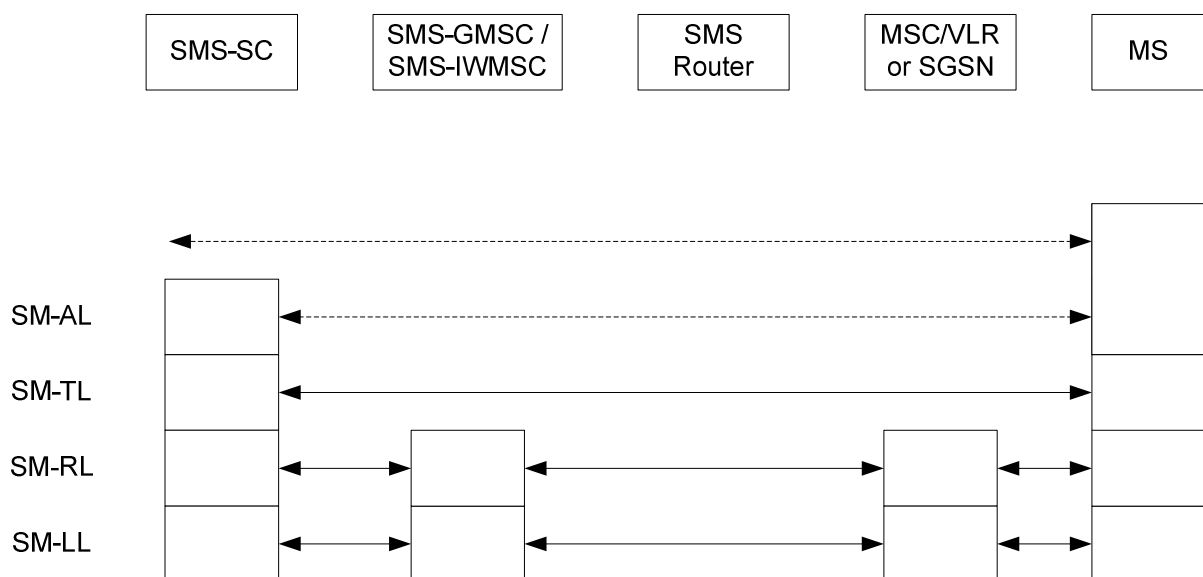 SMS-SC
SMS-GMSC /
SMS-IWMSC
SMS
Router
MSC/VLR
or SGSN
MS
SM-AL
SM-TL
SM-RL
SM-LL